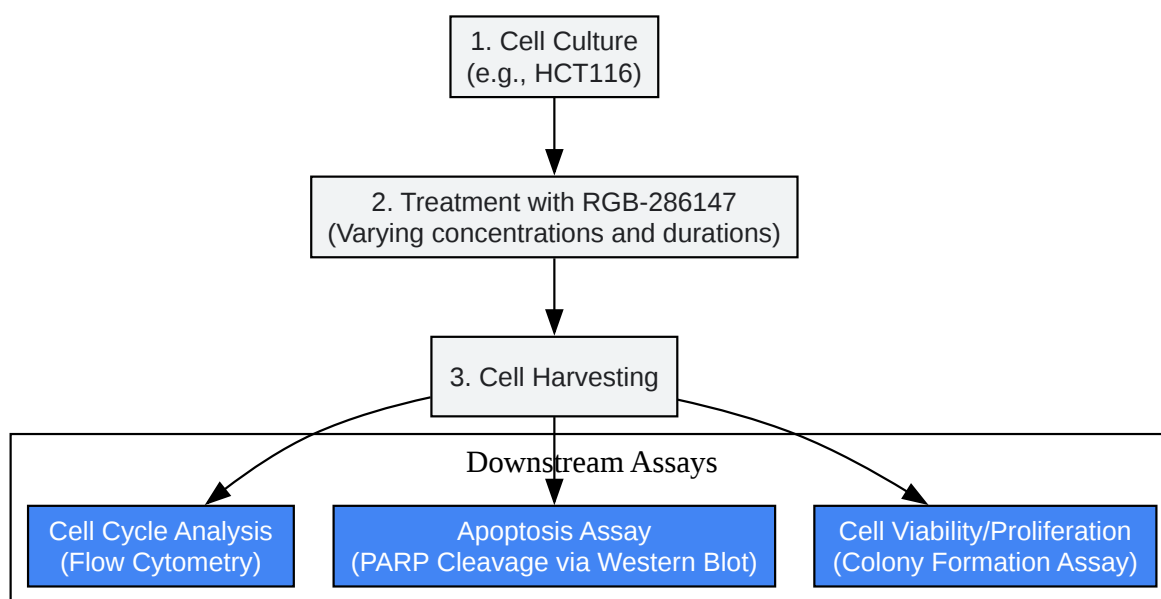 1. Cell Culture
(e.g., HCT116)
2. Treatment with RGB-286147
(Varying concentrations and durations)
3. Cell Harvesting
Downstream Assays
Cell Cycle Analysis
(Flow Cytometry)
Apoptosis Assay
(PARP Cleavage via Western Blot)
Cell Viability/Proliferation
(Colony Formation Assay)